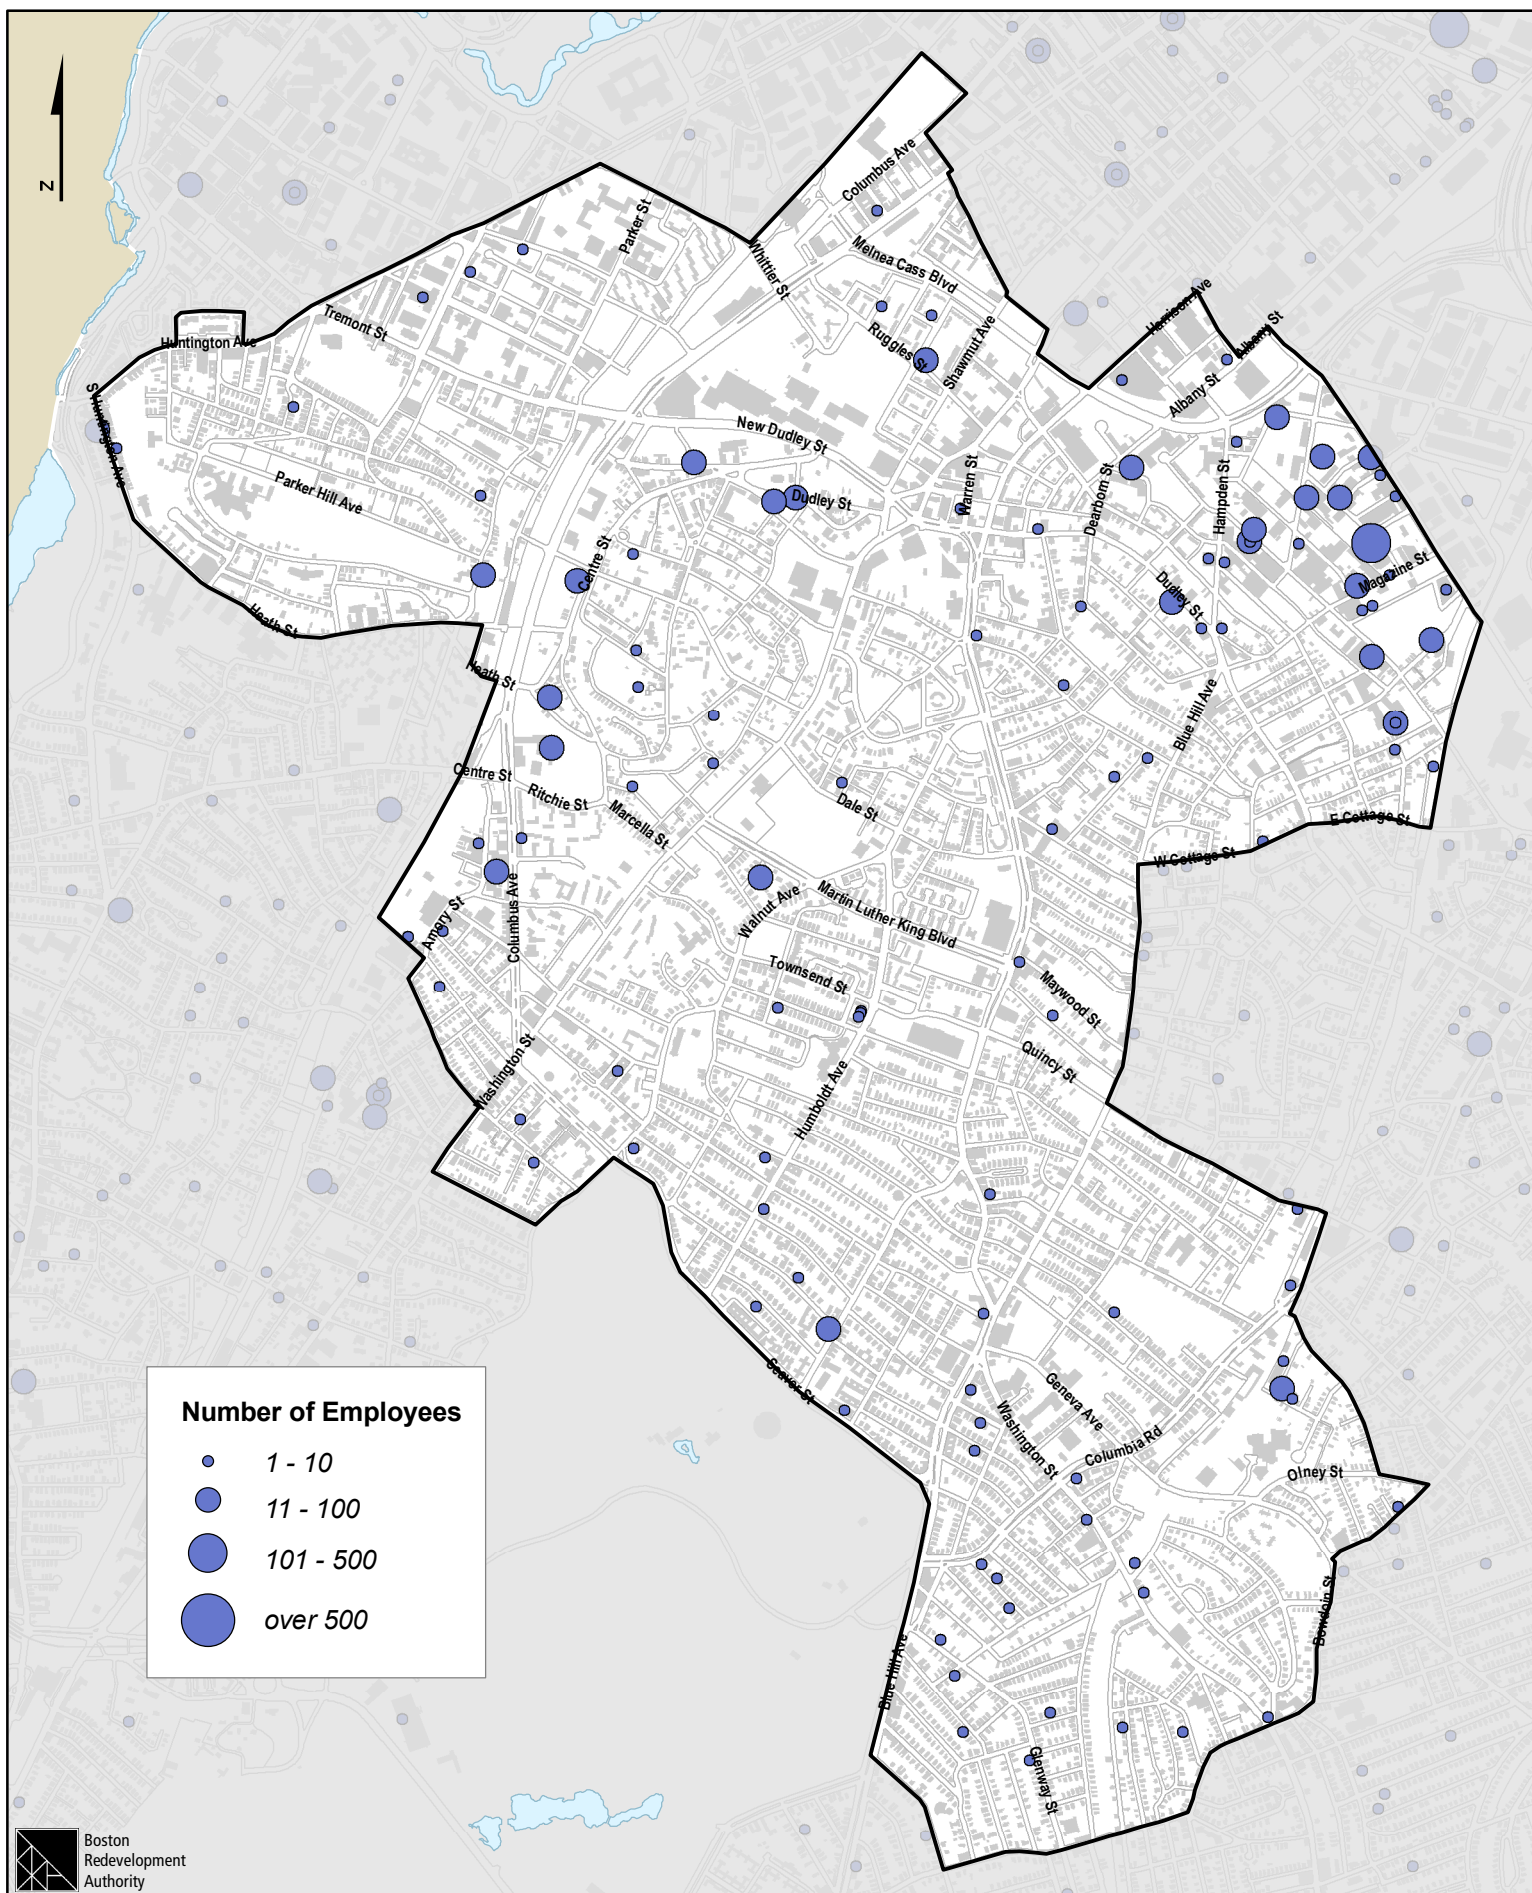 Z
Columbus Ave
Parker St
Melnea Cass Blvd
Whittier St
Harrison Ave
Tremont St
Huntington Ave
Ruggles St
Shawmut Ave
Albany St
Albany St
S Huntington Ave
New Dudley St
Parker Hill Ave
Dudley St
Warren St
Dearborn St
Hampden St
Centre St
Magazine St
Dudley St
Heath St
Heath St
Blue Hill Ave
Centre St
Ritchie St
Marcella St
Dale St
E Cottage St
W Cottage St
Amory St
Columbus Ave
Walnut Ave
Martin Luther King Blvd
Townsend St
Maywood St
Quincy St
Washington St
Humboldt Ave
Seaver St
Geneva Ave
Washington St
Columbia Rd
Olney St
Bowdoin St
Blue Hill Ave
Glenway St
Number of Employees
1 - 10
11 - 100
101 - 500
over 500
Boston
Redevelopment
Authority